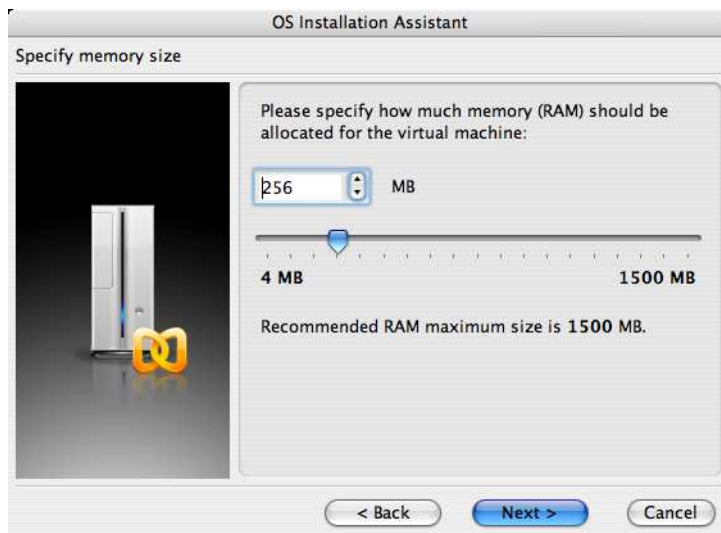 OS Installation Assistant
Specify memory size
Please specify how much memory (RAM) should be
allocated for the virtual machine:
256 MB
4 MB 1500 MB
Recommended RAM maximum size is 1500 MB.
< Back Next > Cancel